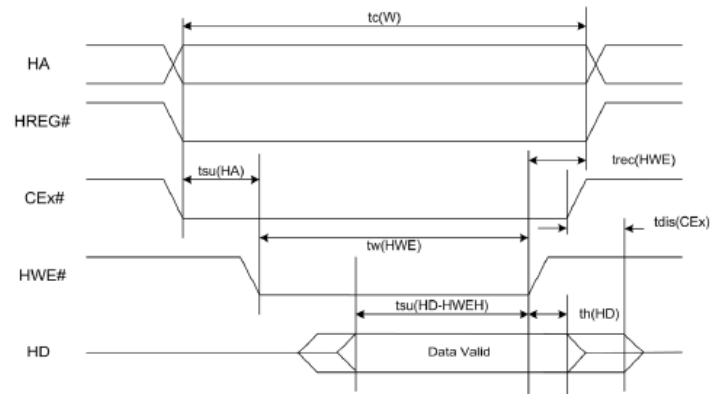 tc(W)
HA
HREG#
trec(HWE)
tsu(HA)
CEx#
tdis(CEx)
tw(HWE)
HWE#
tsu(HD-HWEH)
th(HD)
HD
Data Valid